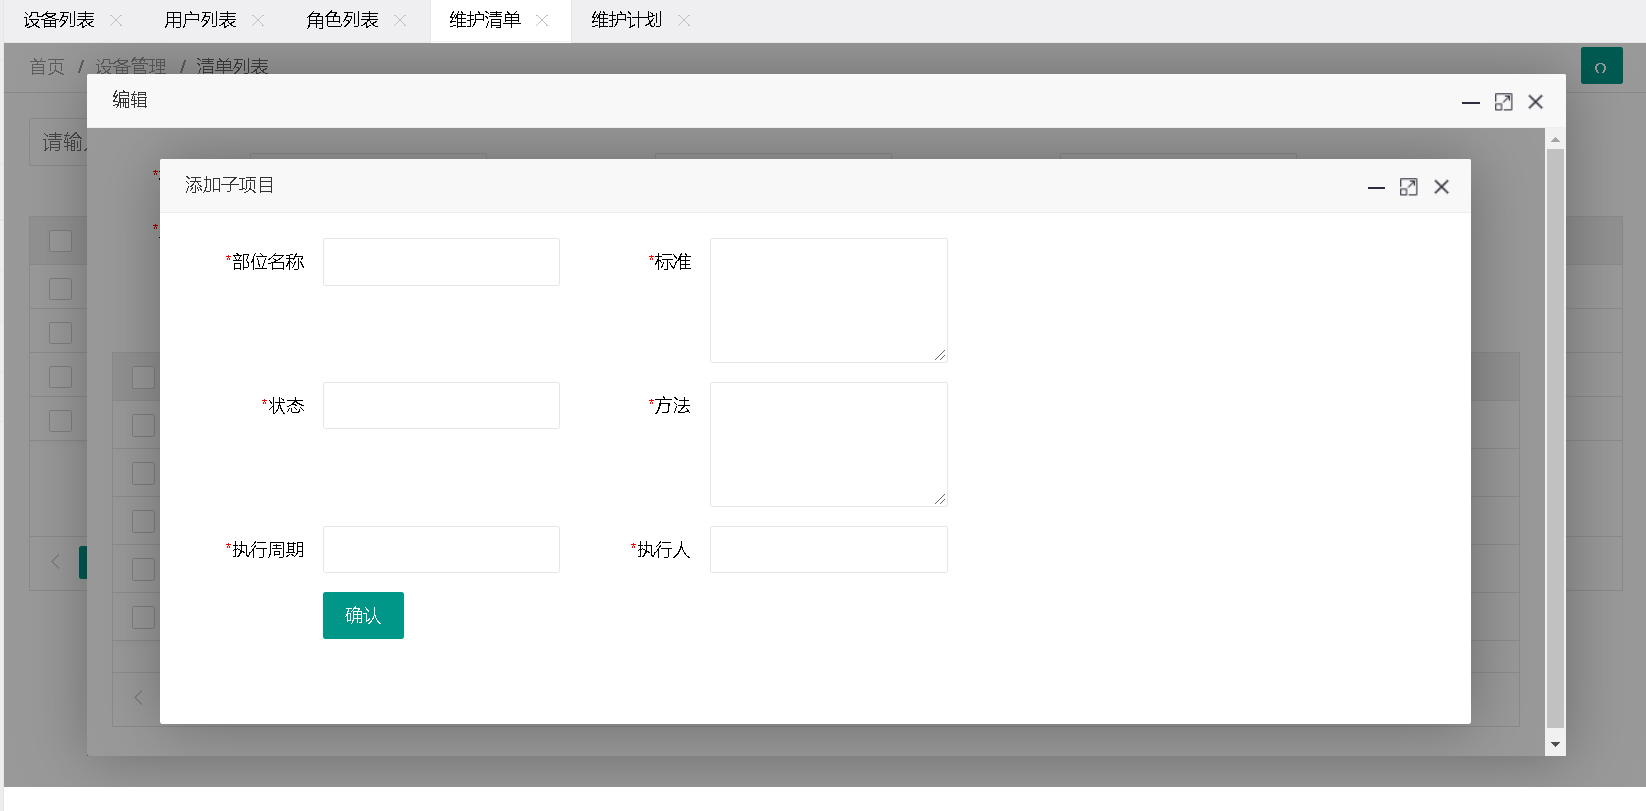 设备列表 用户列表 角色列表 维护清单 维护计划
首页 / 设备管理 / 清单列表
编辑
请输
添加子项目
*部位名称 *标准
*状态 *方法
*执行周期 *执行人
确认